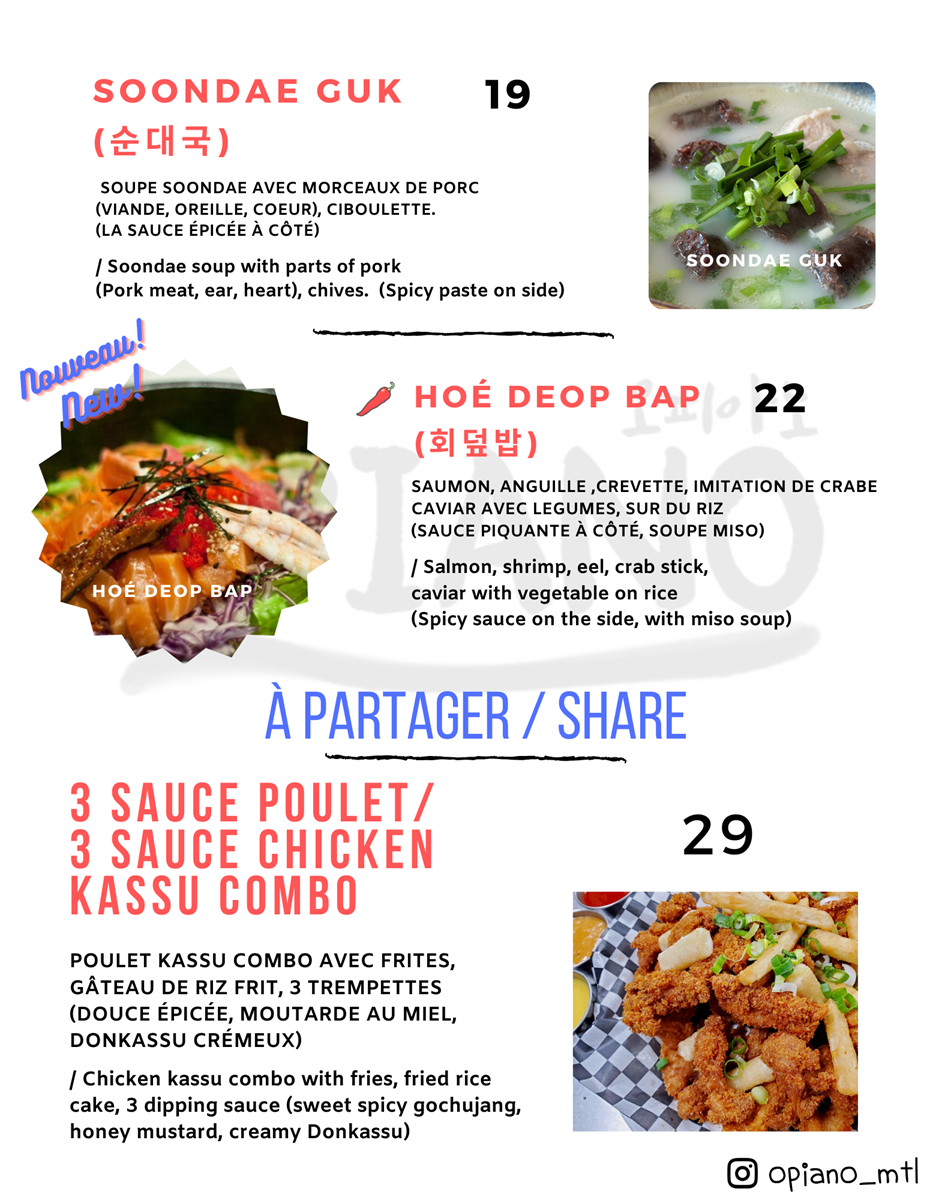 SOONDAE GUK 19
(순대국)
SOUPE SOONDAE AVEC MORCEAUX DE PORC
(VIANDE, OREILLE, COEUR), CIBOULETTE.
(LA SAUCE ÉPICÉE À CÔTÉ)
/ Soondae soup with parts of pork
(Pork meat, ear, heart), chives. (Spicy paste on side)
SOONDAE GUK
Nouveau!
New!
HOÉ DEOP BAP
HOÉ DEOP BAP 22
(회덮밥)
SAUMON, ANGUILLE ,CREVETTE, IMITATION DE CRABE
CAVIAR AVEC LEGUMES, SUR DU RIZ
(SAUCE PIQUANTE À CÔTÉ, SOUPE MISO)
/ Salmon, shrimp, eel, crab stick,
caviar with vegetable on rice
(Spicy sauce on the side, with miso soup)
오피아노
PIANO
À PARTAGER / SHARE
3 SAUCE POULET/
3 SAUCE CHICKEN
KASSU COMBO
29
POULET KASSU COMBO AVEC FRITES,
GÂTEAU DE RIZ FRIT, 3 TREMPETTES
(DOUCE ÉPICÉE, MOUTARDE AU MIEL,
DONKASSU CRÉMEUX)
/ Chicken kassu combo with fries, fried rice
cake, 3 dipping sauce (sweet spicy gochujang,
honey mustard, creamy Donkassu)
opiano_mtl